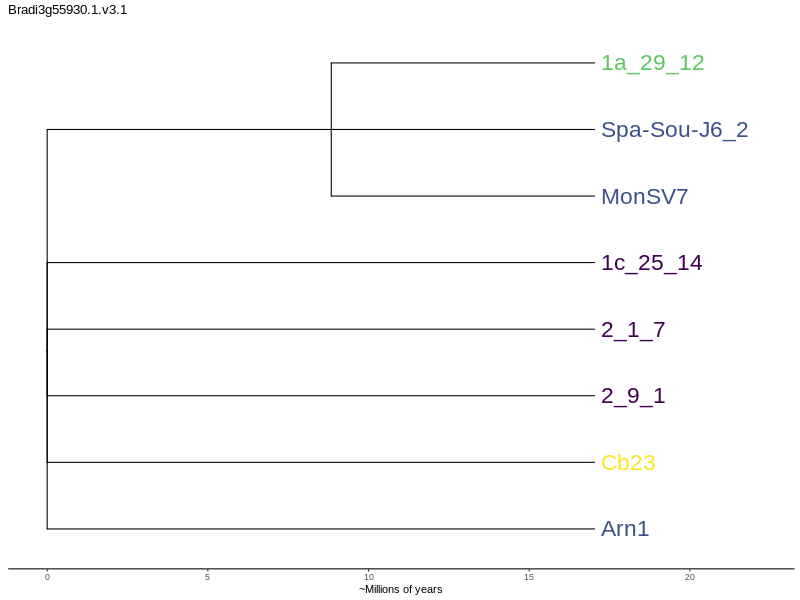 Bradi3g55930.1.v3.1
1a_29_12
Spa-Sou-J6_2
MonSV7
1c_25_14
2_1_7
2_9_1
Cb23
Arn1
0 5 10 15 20
~Millions of years